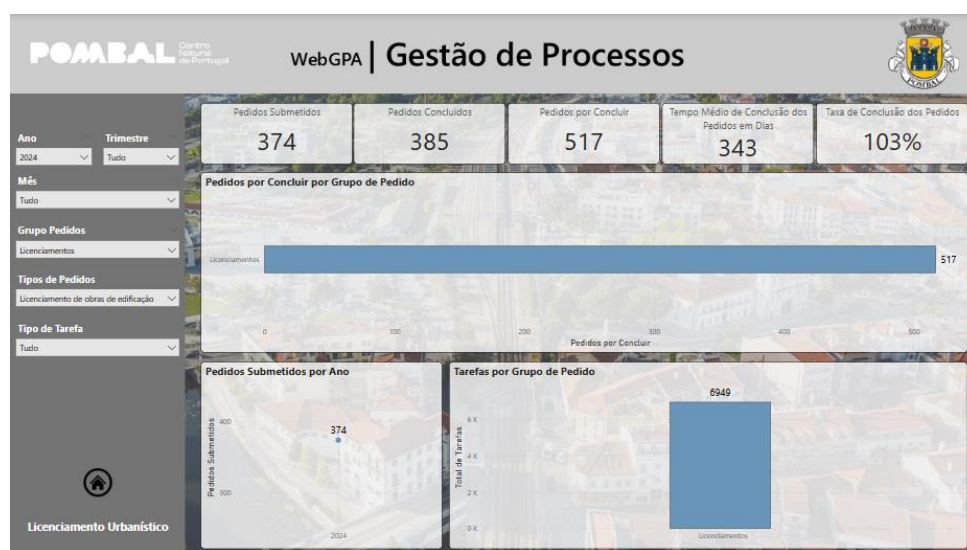 POMBAL
Centro
Natural
de Portugal
WebGPA | Gestão de Processos
POMBAL
Ano
Trimestre
2024
Tudo
Mês
Tudo
Grupo Pedidos
Licenciamentos
Tipos de Pedido
Licenciamento de obras de edificação
Tipo de Tarefa
Tudo
Licenciamento Urbanístico
Pedidos Submetidos
374
Pedidos Concluidos
385
Pedidos por Concluir
517
Tempo Médio de Conclusão dos
Pedidos em Dias
343
Taxa de Conclusão dos Pedidos
103%
Pedidos por Concluir por Grupo de Pedido
Licenciamentos
517
0
100
200
300
400
500
Pedidos por Concluir
Pedidos Submetidos por Ano
Pedidos Submetidos
400
374
300
2024
Tarefas por Grupo de Pedido
Total de Tarefas
6949
6 K
4 K
2 K
0 K
Licenciamentos